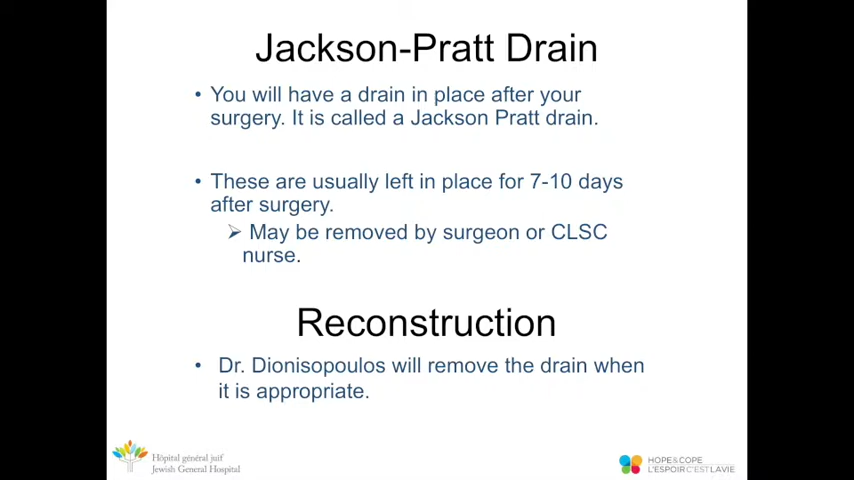 Jackson-Pratt Drain
• You will have a drain in place after your
surgery. It is called a Jackson Pratt drain.
• These are usually left in place for 7-10 days
after surgery.
➢ May be removed by surgeon or CLSC
nurse.
Reconstruction
• Dr. Dionisopoulos will remove the drain when
it is appropriate.
Hôpital général juif
Jewish General Hospital
HOPE&COPE
L'ESPOIR C'EST LA VIE